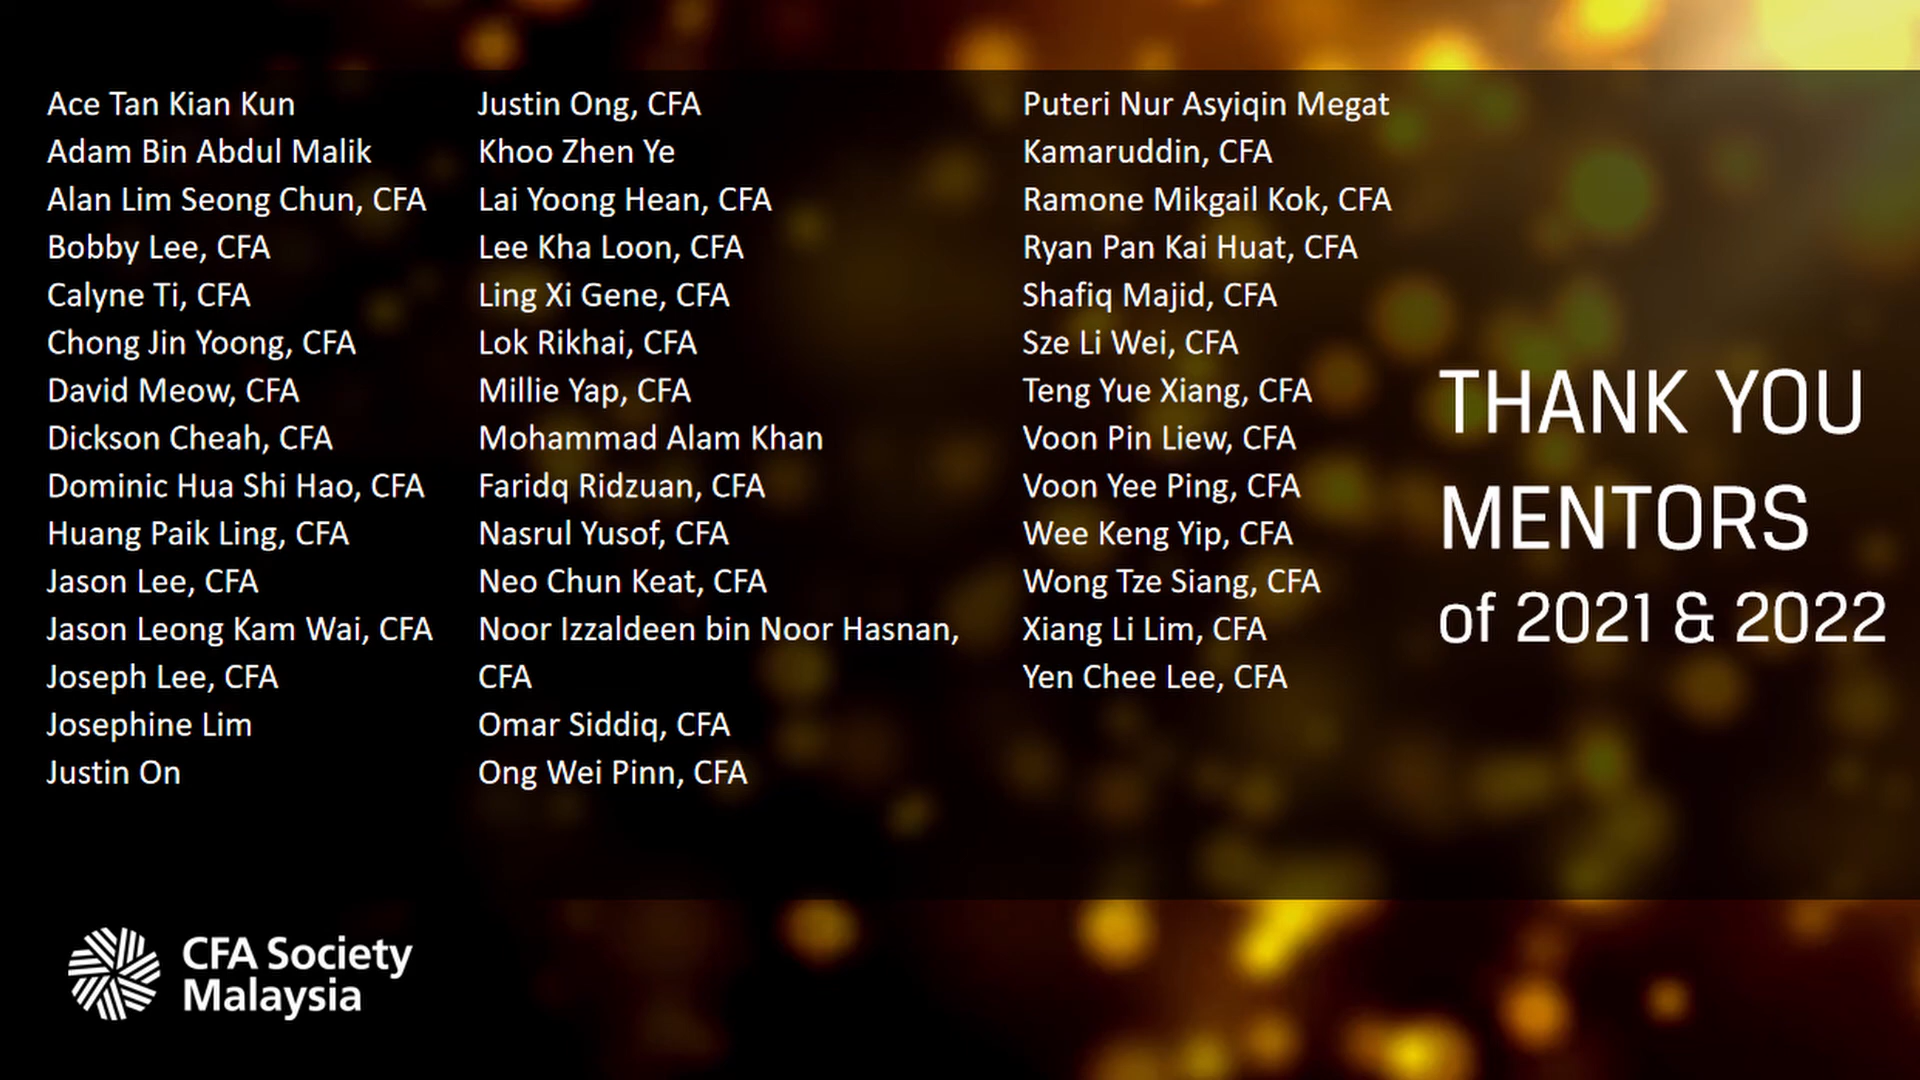 Ace Tan Kian Kun
Adam Bin Abdul Malik
Alan Lim Seong Chun, CFA
Bobby Lee, CFA
Calyne Ti, CFA
Chong Jin Yoong, CFA
David Meow, CFA
Dickson Cheah, CFA
Dominic Hua Shi Hao, CFA
Huang Paik Ling, CFA
Jason Lee, CFA
Jason Leong Kam Wai, CFA
Joseph Lee, CFA
Josephine Lim
Justin On
Justin Ong, CFA
Khoo Zhen Ye
Lai Yoong Hean, CFA
Lee Kha Loon, CFA
Ling Xi Gene, CFA
Lok Rikhai, CFA
Millie Yap, CFA
Mohammad Alam Khan
Faridq Ridzuan, CFA
Nasrul Yusof, CFA
Neo Chun Keat, CFA
Noor Izzaldeen bin Noor Hasnan,
CFA
Omar Siddiq, CFA
Ong Wei Pinn, CFA
Puteri Nur Asyiqin Megat
Kamaruddin, CFA
Ramone Mikgail Kok, CFA
Ryan Pan Kai Huat, CFA
Shafiq Majid, CFA
Sze Li Wei, CFA
Teng Yue Xiang, CFA
Voon Pin Liew, CFA
Voon Yee Ping, CFA
Wee Keng Yip, CFA
Wong Tze Siang, CFA
Xiang Li Lim, CFA
Yen Chee Lee, CFA
THANK YOU
MENTORS
of 2021 & 2022
CFA Society
Malaysia